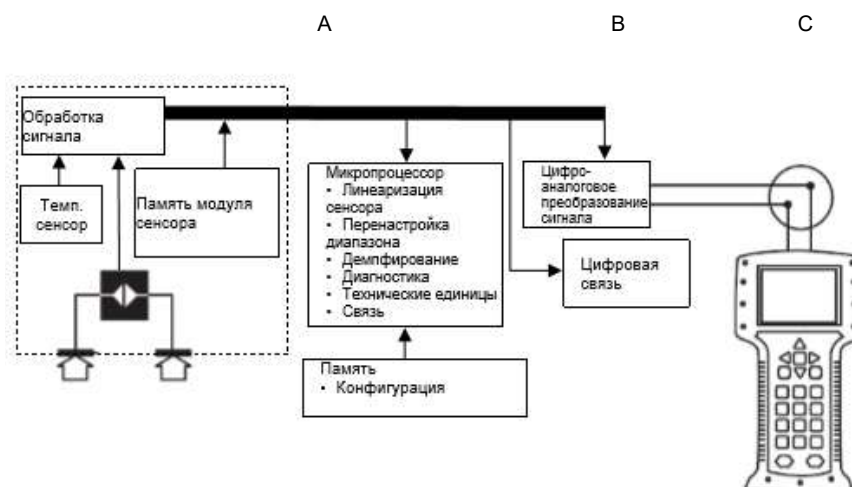 A
B
C
Обработка
сигнала
Темп.
сенсор
Память модуля
сенсора
Микропроцессор
• Линеаризация
сенсора
• Перенастройка
диапазона
• Демпфирование
• Диагностика
• Технические единицы
• Связь
Память
• Конфигурация
Цифро-
аналоговое
преобразование
сигнала
Цифровая
связь